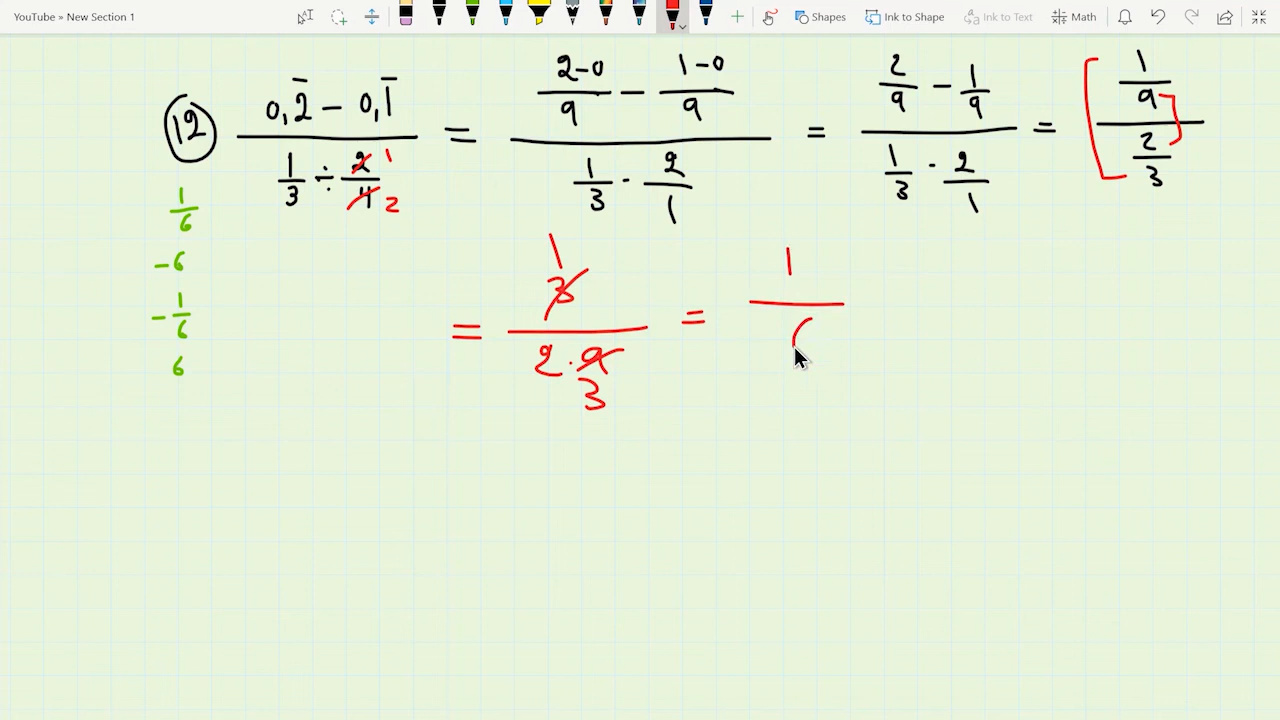 YouTube » New Section 1
Shapes Ink to Shape Ink to Text Math
12 (0,2̅ − 0,1̅) / (1/3 ÷ 2/4) = ((2-0)/9 − (1-0)/9) / (1/3 · 2/1) = (2/9 − 1/9) / (1/3 · 2/1) = (1/9) / (2/3)
1 2
1/6
-6
-1/6
6
= 3/(2·9) = 1/
1
3